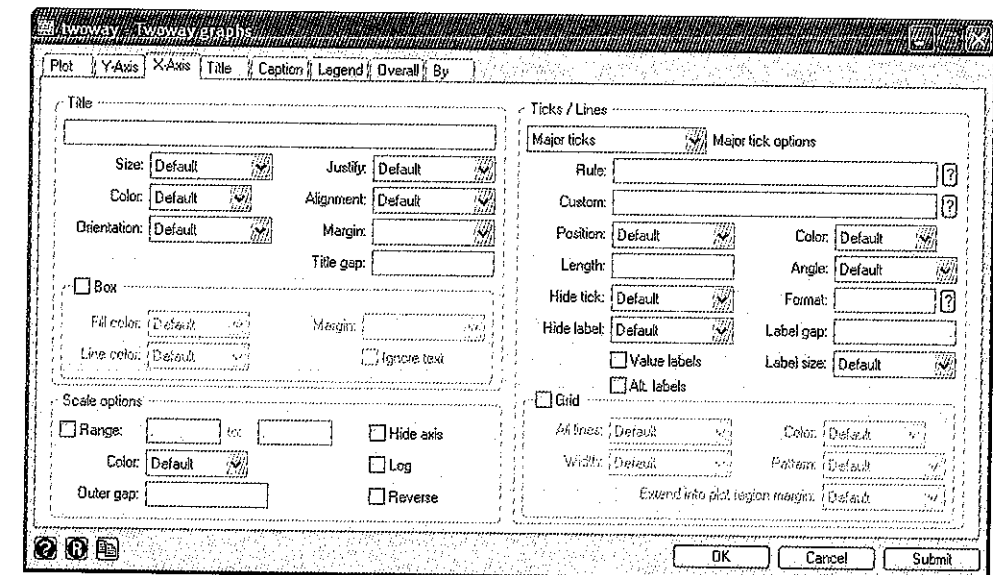 twoway - Twoway graphs
Plot Y-Axis X-Axis Title Caption Legend Overall By
Title
Size: Default Justify: Default
Color: Default Alignment: Default
Orientation: Default Margin:
Title gap:
Box
Fill color: Default Margin:
Line color: Default Ignore text
Scale options
Range: to: Hide axis
Color: Default Log
Outer gap: Reverse
Ticks / Lines
Major ticks Major tick options
Rule: ?
Custom: ?
Position: Default Color: Default
Length: Angle: Default
Hide tick: Default Format: ?
Hide label: Default Label gap:
Value labels Label size: Default
Alt. labels
Grid
All lines: Default Color: Default
Width: Default Pattern: Default
Extend into plot region margin: Default
? R OK Cancel Submit